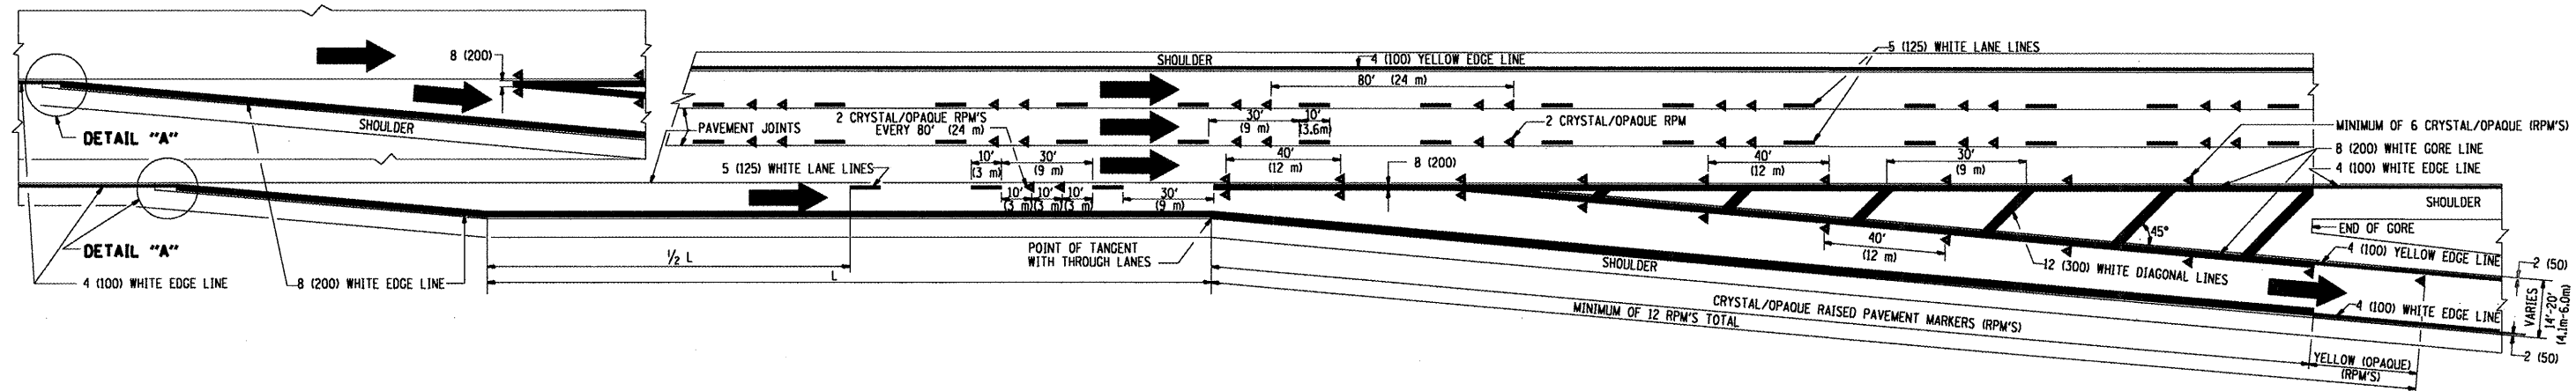 8 (200)
SHOULDER
DETAIL "A"
DETAIL "A"
4 (100) WHITE EDGE LINE
8 (200) WHITE EDGE LINE
SHOULDER
4 (100) YELLOW EDGE LINE
5 (125) WHITE LANE LINES
80' (24 m)
PAVEMENT JOINTS
2 CRYSTAL/OPAQUE RPM'S
EVERY 80' (24 m)
30'
(9 m)
10'
(3.6m)
2 CRYSTAL/OPAQUE RPM
MINIMUM OF 6 CRYSTAL/OPAQUE (RPM'S)
8 (200) WHITE GORE LINE
4 (100) WHITE EDGE LINE
5 (125) WHITE LANE LINES
10'
(3 m)
30'
(9 m)
40'
(12 m)
8 (200)
40'
(12 m)
30'
(9 m)
10'
(3 m)
10'
(3 m)
10'
(3 m)
30'
(9 m)
SHOULDER
END OF GORE
45°
4 (100) YELLOW EDGE LINE
2 (50)
½ L
L
POINT OF TANGENT
WITH THROUGH LANES
SHOULDER
40'
(12 m)
12 (300) WHITE DIAGONAL LINES
CRYSTAL/OPAQUE RAISED PAVEMENT MARKERS (RPM'S)
MINIMUM OF 12 RPM'S TOTAL
4 (100) WHITE EDGE LINE
VARIES
14'-20'
(4.1m-6.0m)
2 (50)
YELLOW (OPAQUE)
(RPM'S)